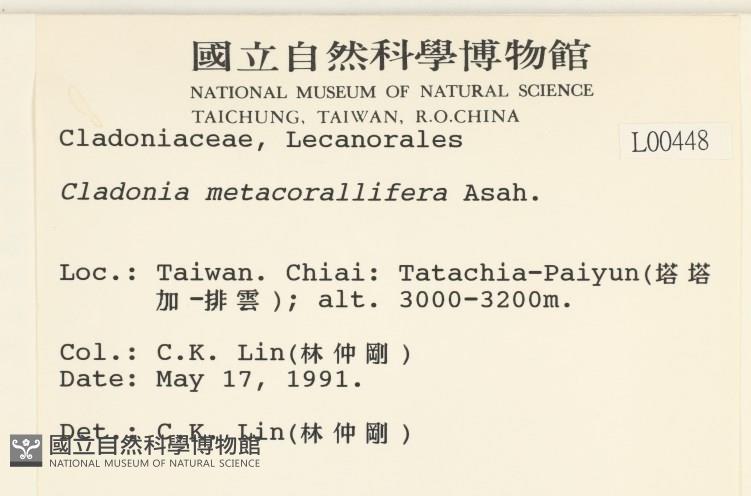 國立自然科學博物館
NATIONAL MUSEUM OF NATURAL SCIENCE
TAICHUNG, TAIWAN, R.O.CHINA
Cladoniaceae, Lecanorales
L00448
Cladonia metacorallifera Asah.
Loc.: Taiwan. Chiai: Tatachia-Paiyun(塔塔
加-排雲); alt. 3000-3200m.
Col.: C.K. Lin(林仲剛)
Date: May 17, 1991.
Det.: C.K. Lin(林仲剛)
國立自然科學博物館
NATIONAL MUSEUM OF NATURAL SCIENCE